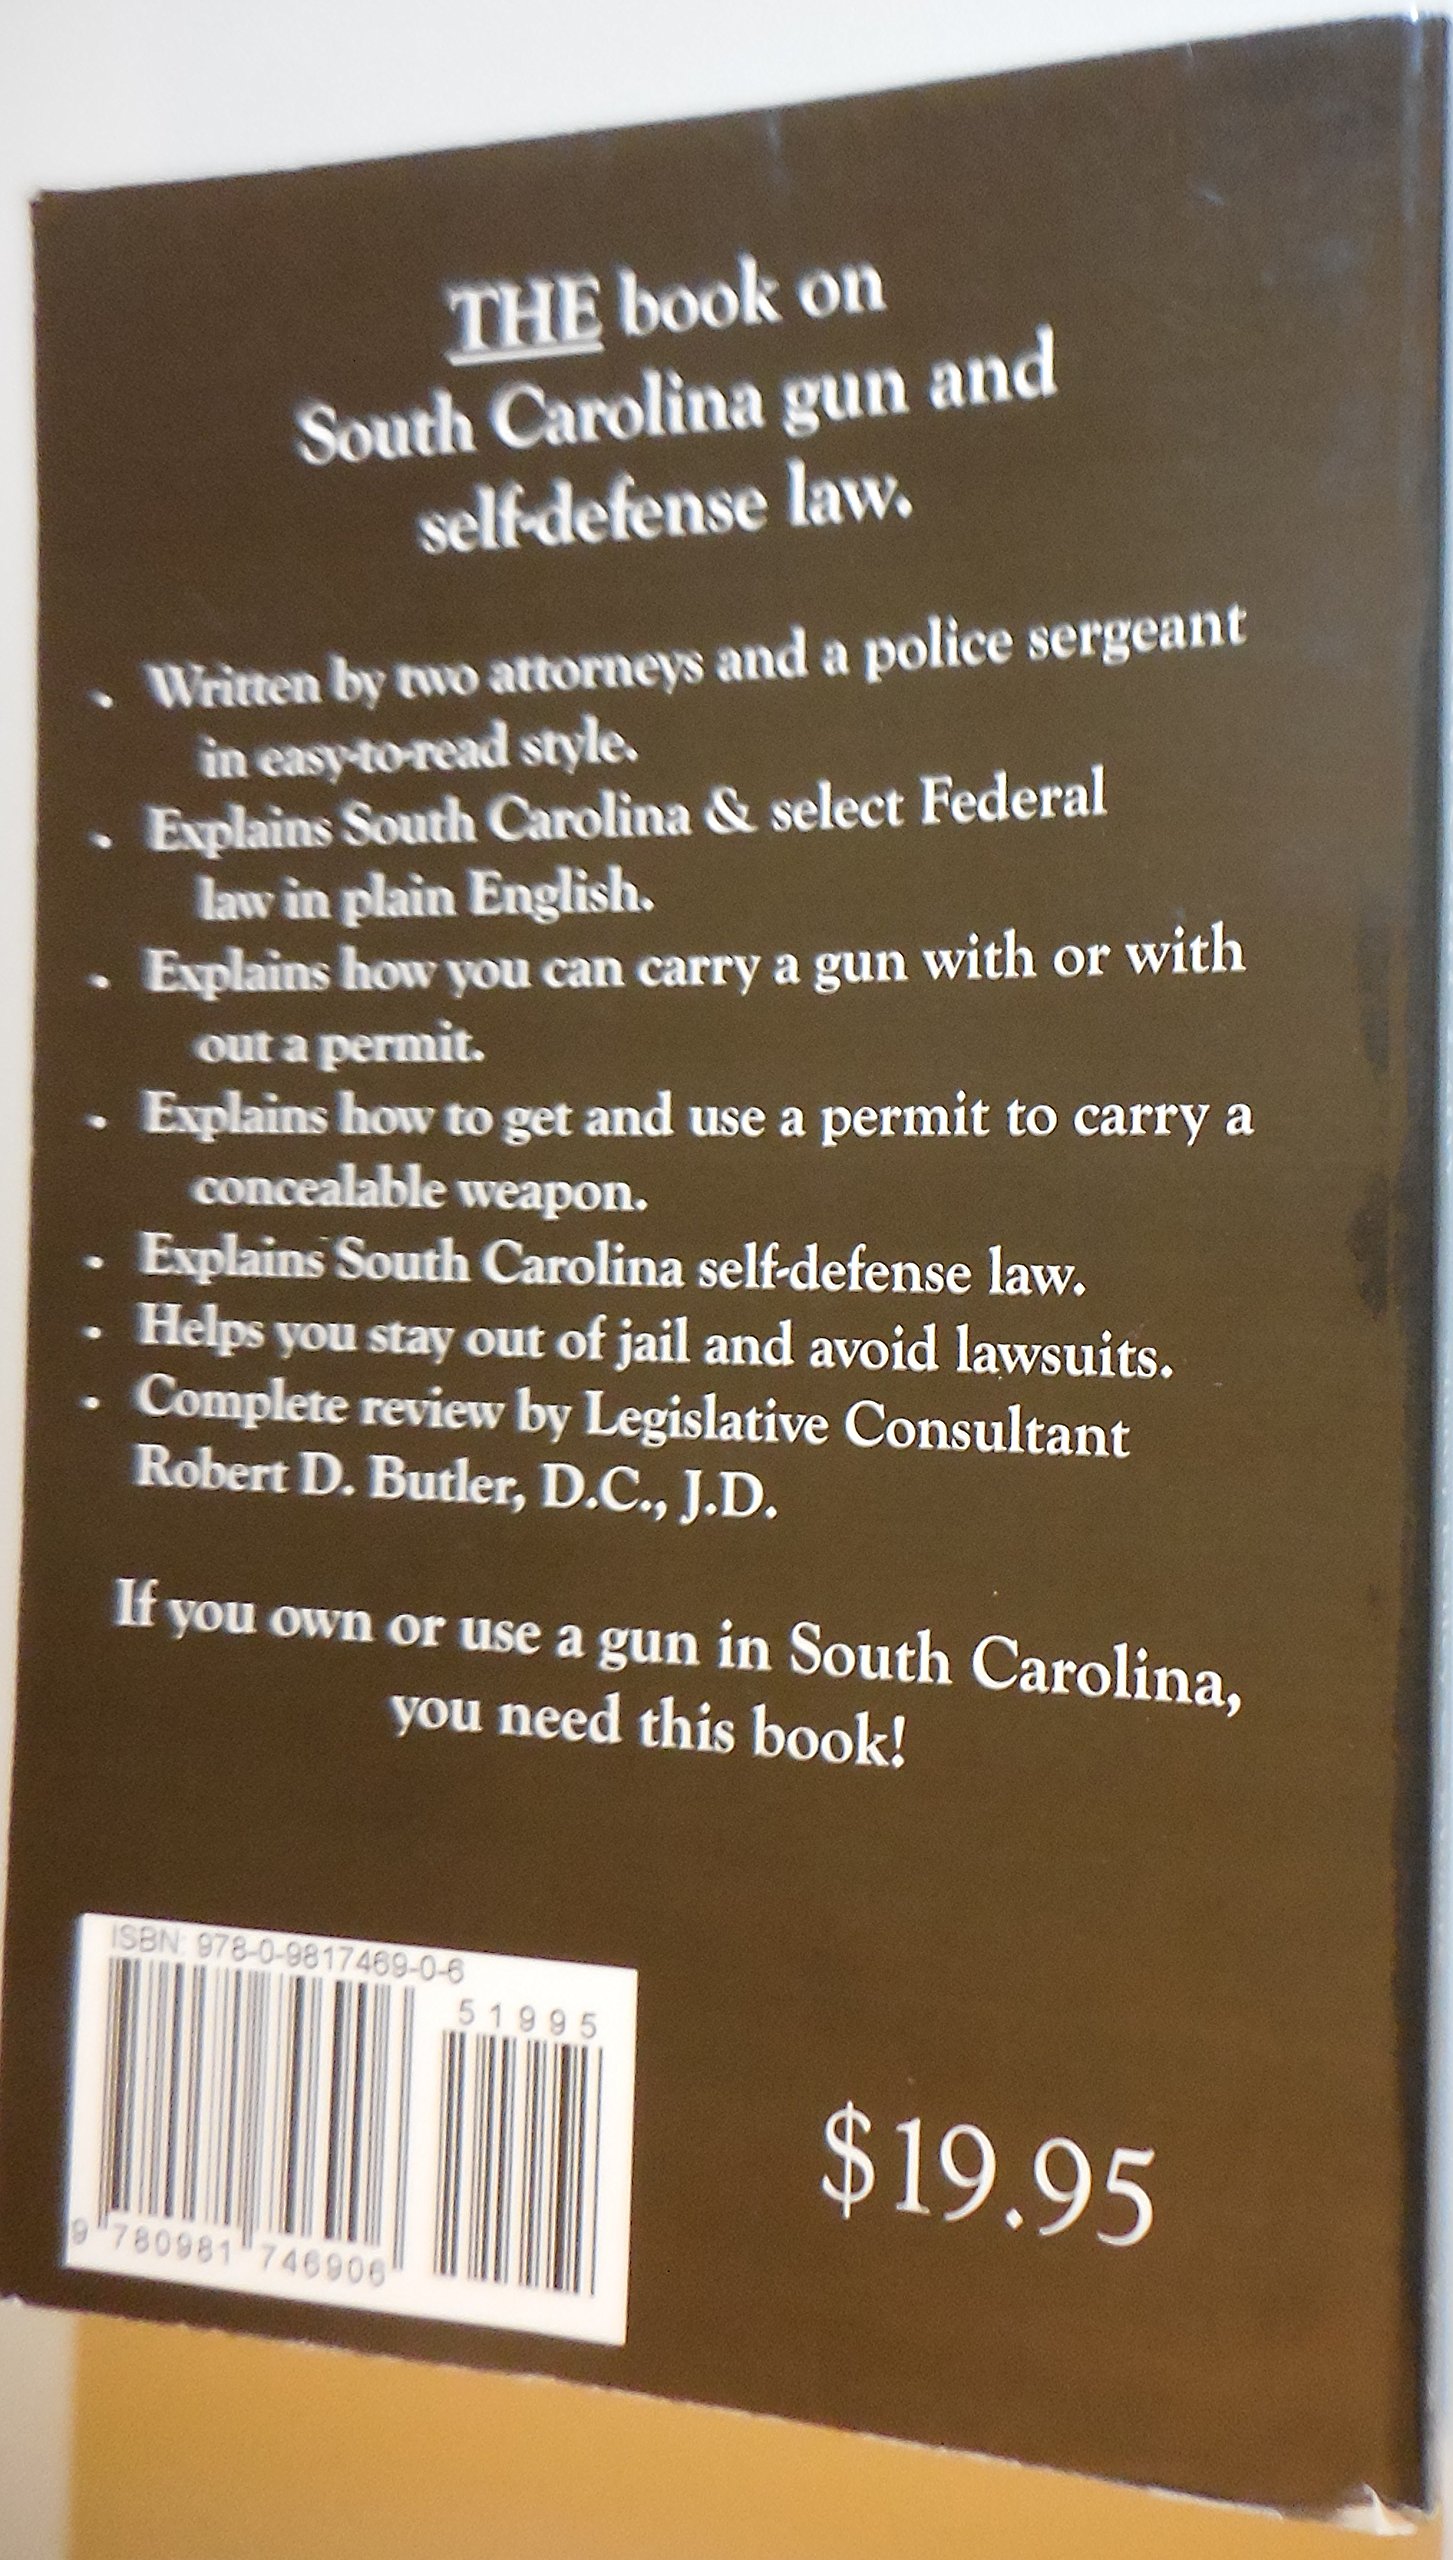 THE book on
South Carolina gun and
self-defense law.
• Written by two attorneys and a police sergeant
in easy-to-read style.
• Explains South Carolina & select Federal
law in plain English.
• Explains how you can carry a gun with or with
out a permit.
• Explains how to get and use a permit to carry a
concealable weapon.
• Explains South Carolina self-defense law.
• Helps you stay out of jail and avoid lawsuits.
• Complete review by Legislative Consultant
Robert D. Butler, D.C., J.D.
If you own or use a gun in South Carolina,
you need this book!
ISBN: 978-0-9817469-0-6
51995
9 780981 746906
$19.95